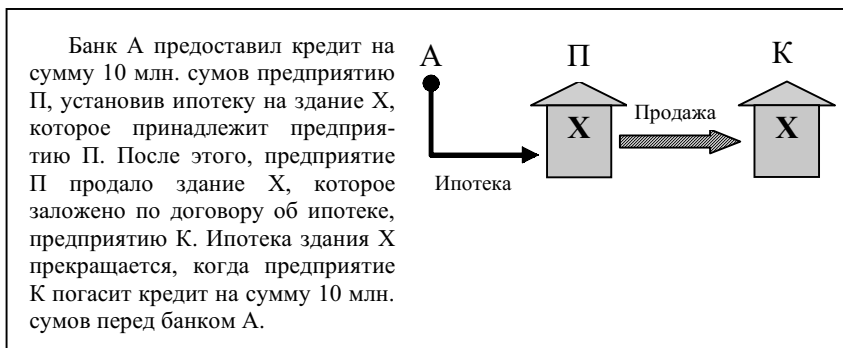 Банк А предоставил кредит на
сумму 10 млн. сумов предприятию
П, установив ипотеку на здание Х,
которое принадлежит предприя-
тию П. После этого, предприятие
П продало здание Х, которое
заложено по договору об ипотеке,
предприятию К. Ипотека здания Х
прекращается, когда предприятие
К погасит кредит на сумму 10 млн.
сумов перед банком А.
А
П
К
Х
Продажа
Х
Ипотека